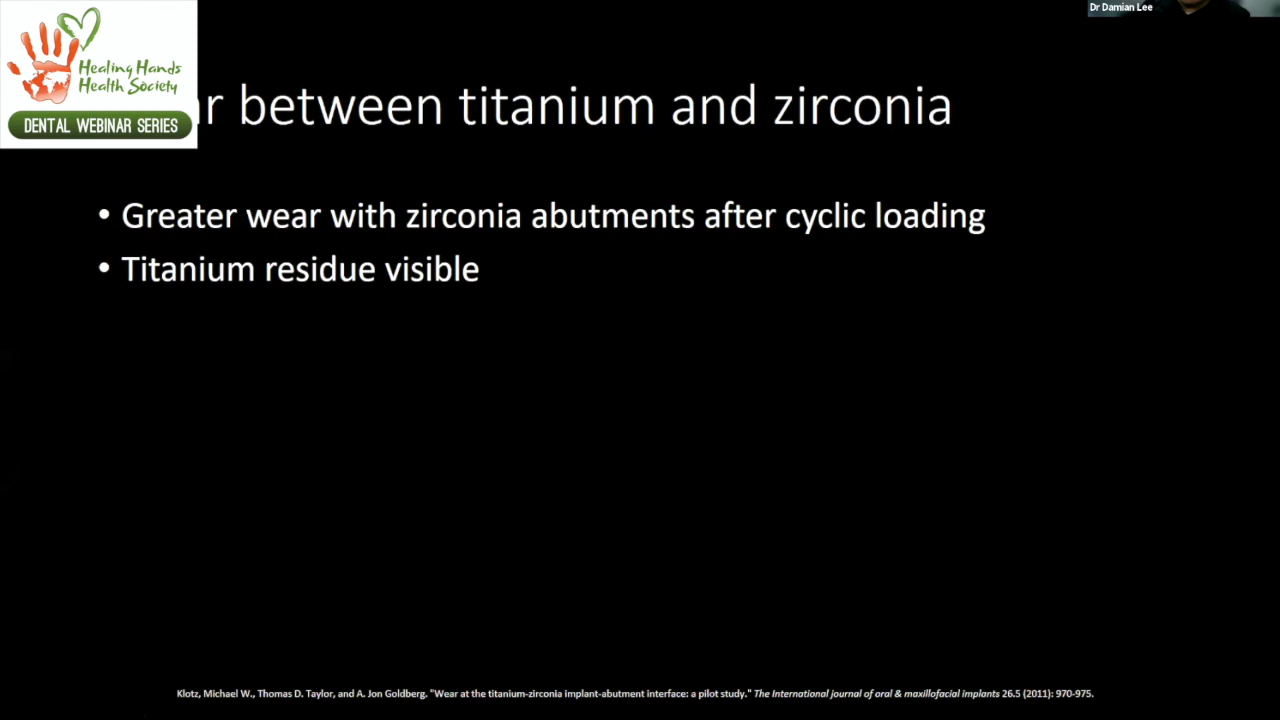 Dr Damian Lee
Healing Hands
Health Society
DENTAL WEBINAR SERIES
r between titanium and zirconia
• Greater wear with zirconia abutments after cyclic loading
• Titanium residue visible
Klotz, Michael W., Thomas D. Taylor, and A. Jon Goldberg. "Wear at the titanium-zirconia implant-abutment interface: a pilot study." The International journal of oral & maxillofacial implants 26.5 (2011): 970-975.